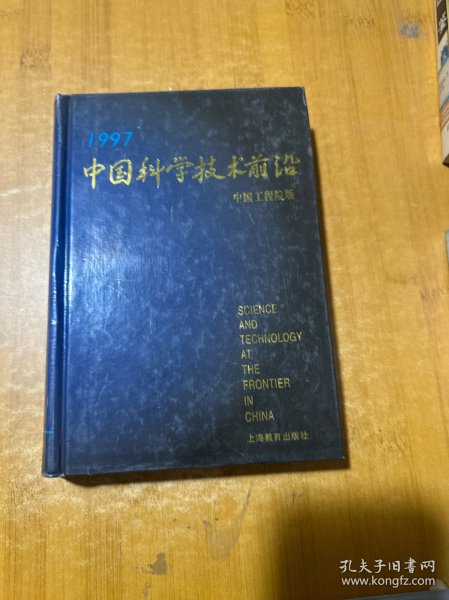 1997
中国科学技术前沿
中国工程院版
SCIENCE
AND
TECHNOLOGY
AT
THE
FRONTIER
IN
CHINA
上海教育出版社
孔夫子旧书网
www.kongfz.com